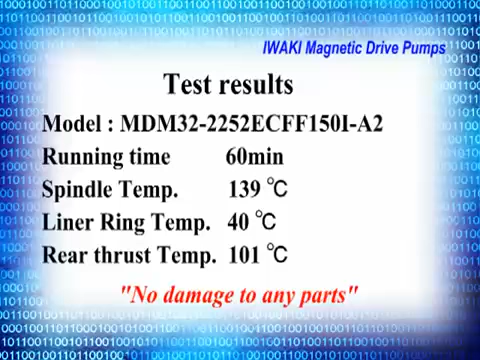 IWAKI Magnetic Drive Pumps
Test results
Model : MDM32-2252ECFF150I-A2
Running time 60min
Spindle Temp. 139 ℃
Liner Ring Temp. 40 ℃
Rear thrust Temp. 101 ℃
"No damage to any parts"